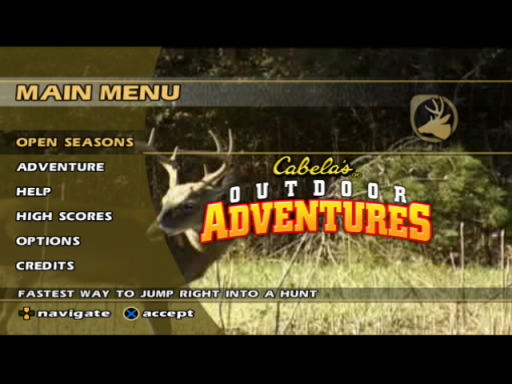 MAIN MENU
OPEN SEASONS
ADVENTURE
HELP
HIGH SCORES
OPTIONS
CREDITS
Cabela's
OUTDOOR
ADVENTURES
FASTEST WAY TO JUMP RIGHT INTO A HUNT
navigate accept